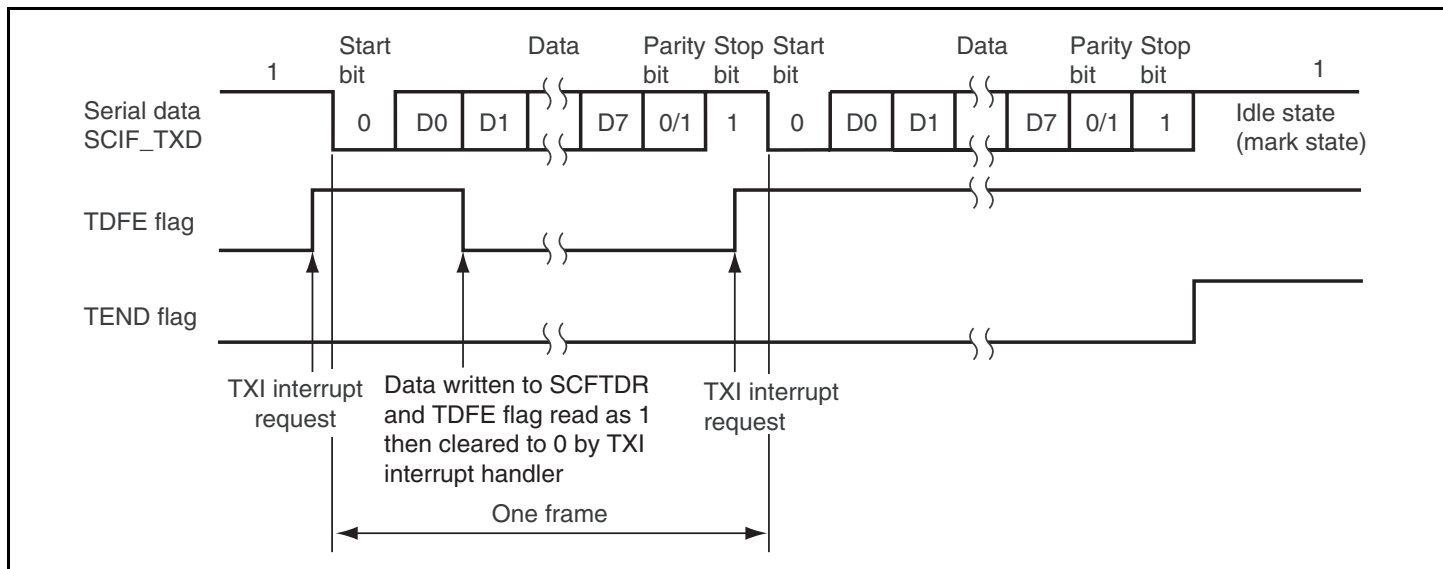 Start bit
Data
Parity bit
Stop bit
Start bit
Data
Parity bit
Stop bit
1
1
Serial data
SCIF_TXD
0
D0
D1
D7
0/1
1
0
D0
D1
D7
0/1
1
Idle state
(mark state)
TDFE flag
TEND flag
TXI interrupt
request
Data written to SCFTDR
and TDFE flag read as 1
then cleared to 0 by TXI
interrupt handler
TXI interrupt
request
One frame